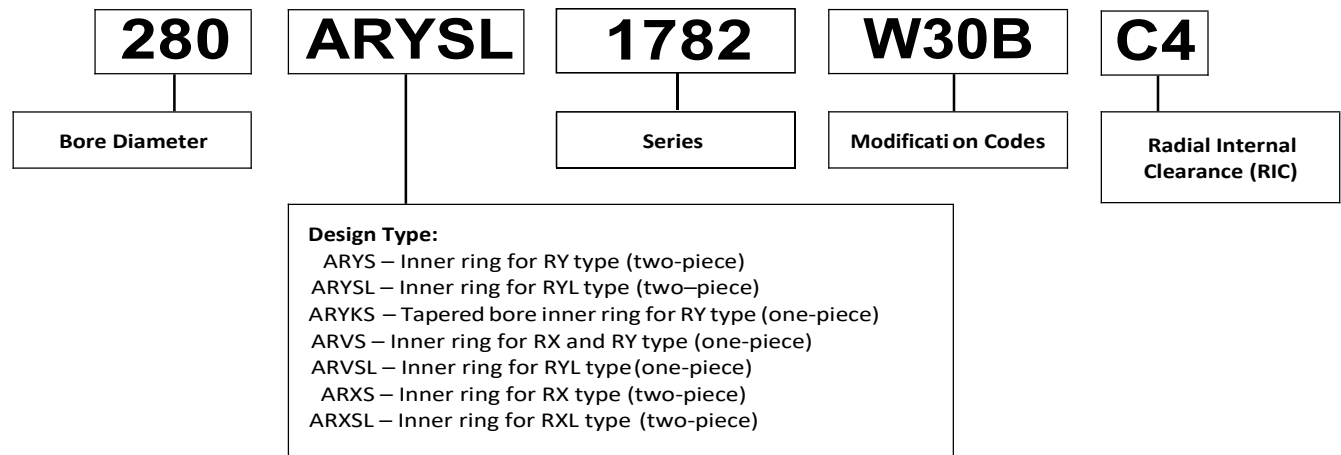 280 ARYSL 1782 W30B C4
Bore Diameter
Series
Modification Codes
Radial Internal
Clearance (RIC)
Design Type:
ARYS – Inner ring for RY type (two-piece)
ARYSL – Inner ring for RYL type (two–piece)
ARYKS – Tapered bore inner ring for RY type (one-piece)
ARVS – Inner ring for RX and RY type (one-piece)
ARVSL – Inner ring for RYL type (one-piece)
ARXS – Inner ring for RX type (two-piece)
ARXSL – Inner ring for RXL type (two-piece)